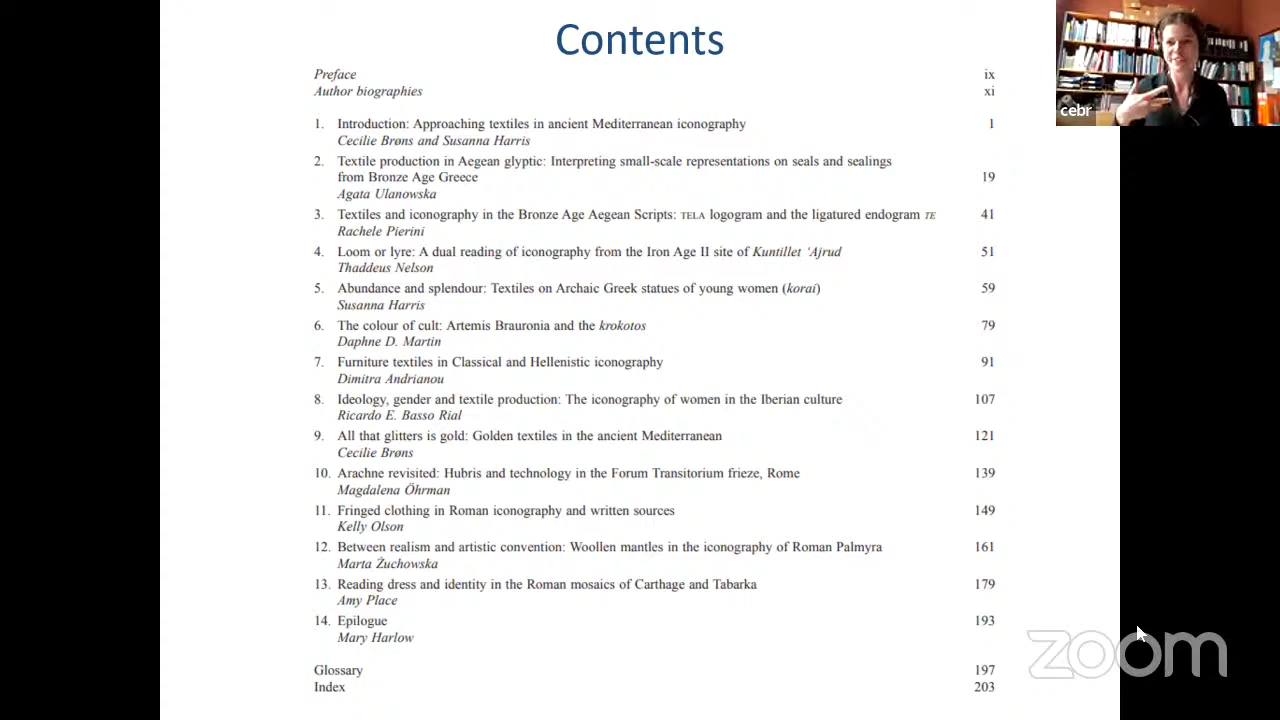 Contents
Preface ix
Author biographies xi
1. Introduction: Approaching textiles in ancient Mediterranean iconography 1
Cecilie Brøns and Susanna Harris
2. Textile production in Aegean glyptic: Interpreting small-scale representations on seals and sealings
from Bronze Age Greece 19
Agata Ulanowska
3. Textiles and iconography in the Bronze Age Aegean Scripts: TELA logogram and the ligatured endogram TE 41
Rachele Pierini
4. Loom or lyre: A dual reading of iconography from the Iron Age II site of Kuntillet ‘Ajrud 51
Thaddeus Nelson
5. Abundance and splendour: Textiles on Archaic Greek statues of young women (korai) 59
Susanna Harris
6. The colour of cult: Artemis Brauronia and the krokotos 79
Daphne D. Martin
7. Furniture textiles in Classical and Hellenistic iconography 91
Dimitra Andrianou
8. Ideology, gender and textile production: The iconography of women in the Iberian culture 107
Ricardo E. Basso Rial
9. All that glitters is gold: Golden textiles in the ancient Mediterranean 121
Cecilie Brøns
10. Arachne revisited: Hubris and technology in the Forum Transitorium frieze, Rome 139
Magdalena Öhrman
11. Fringed clothing in Roman iconography and written sources 149
Kelly Olson
12. Between realism and artistic convention: Woollen mantles in the iconography of Roman Palmyra 161
Marta Żuchowska
13. Reading dress and identity in the Roman mosaics of Carthage and Tabarka 179
Amy Place
14. Epilogue 193
Mary Harlow
Glossary 197
Index 203
cebr
zoom